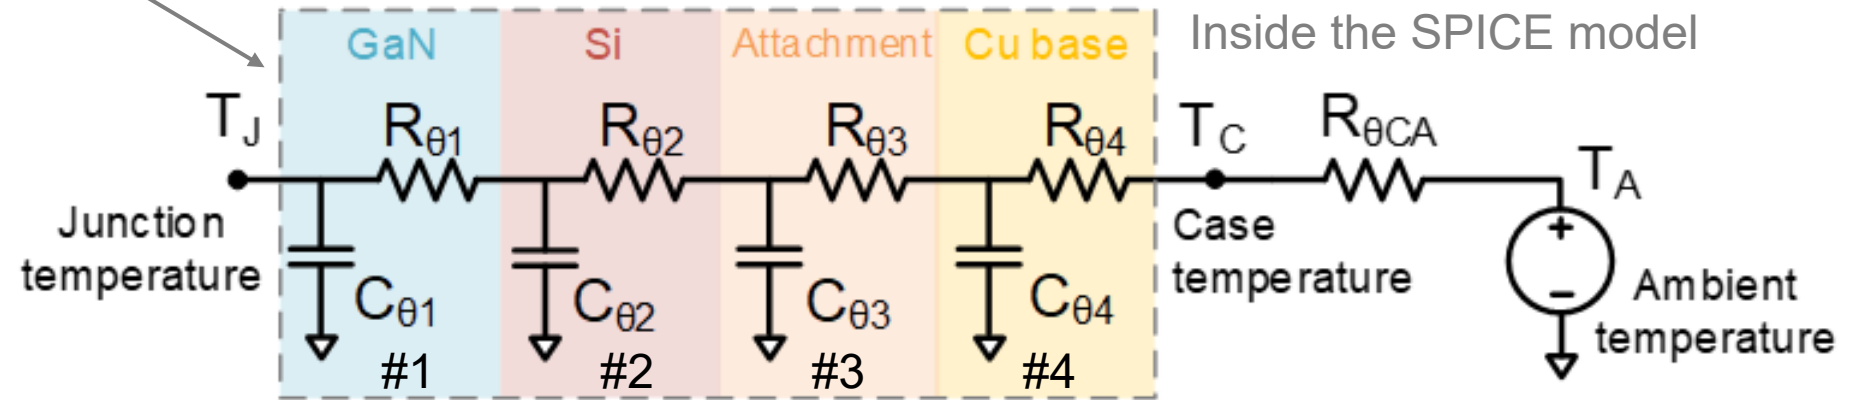 GaN Si Attachment Cu base Inside the SPICE model
TJ Rθ1 Rθ2 Rθ3 Rθ4 TC RθCA TA
Junction
temperature
Case
temperature
+
−
Ambient
temperature
Cθ1 Cθ2 Cθ3 Cθ4
#1 #2 #3 #4